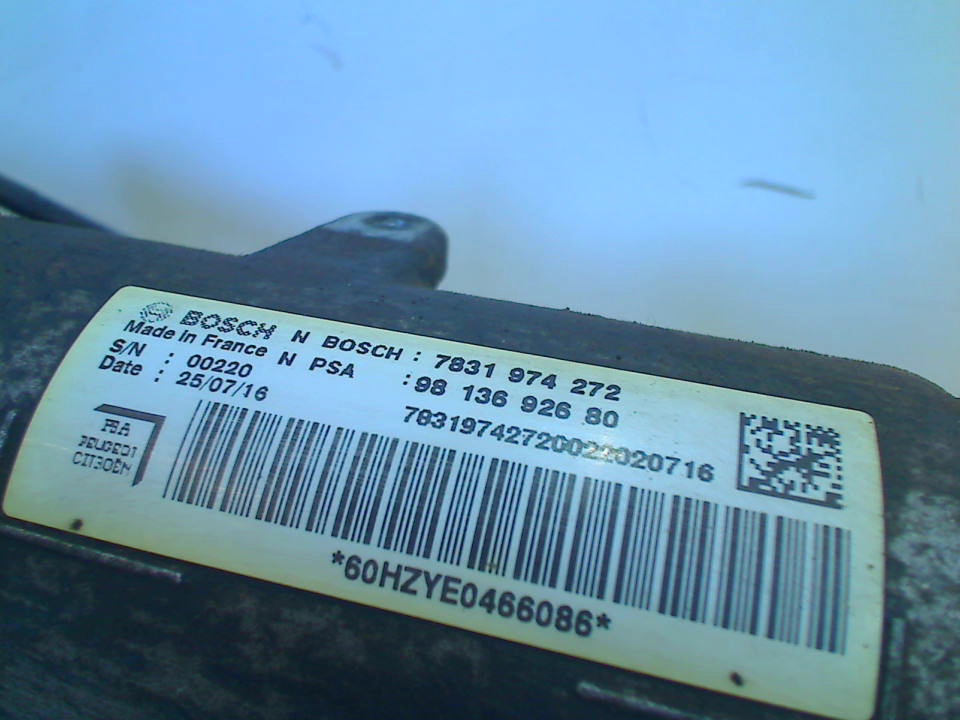 BOSCH N BOSCH : 7831 974 272
Made in France N PSA : 98 136 926 80
S/N : 00220
Date : 25/07/16
78319742720022020716
PSA
PEUGEOT
CITROËN
*60HZYE0466086*